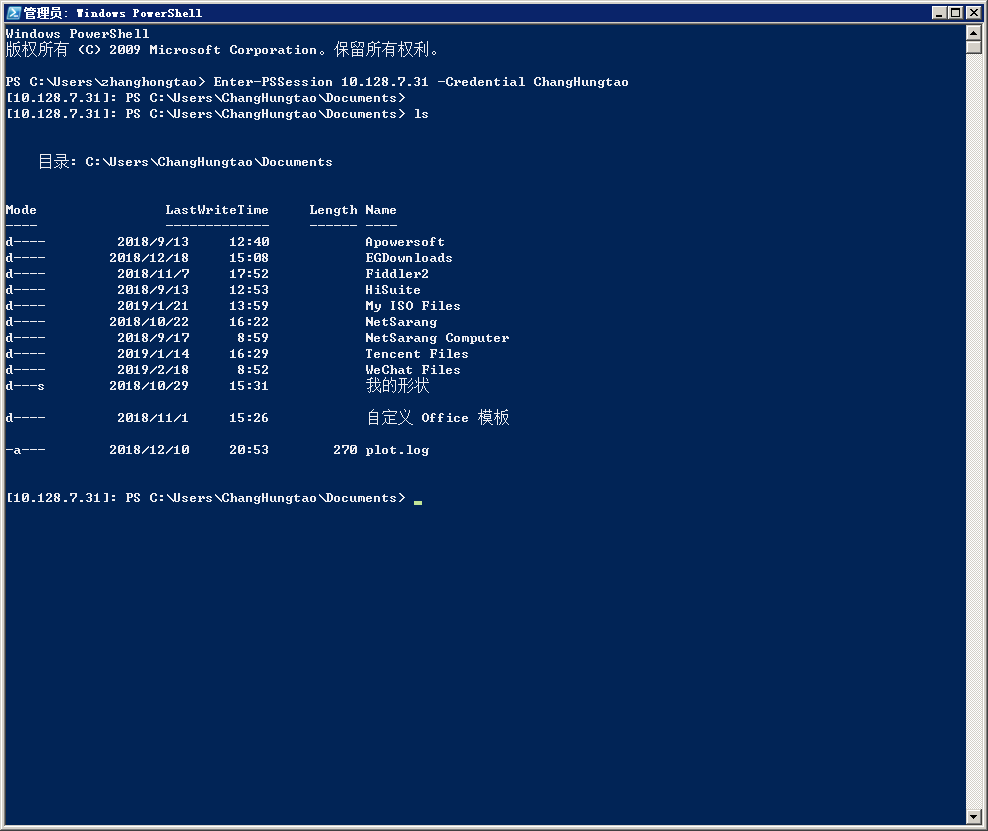 管理员: Windows PowerShell
Windows PowerShell
版权所有 (C) 2009 Microsoft Corporation。保留所有权利。
PS C:\Users\zhanghongtao> Enter-PSSession 10.128.7.31 -Credential ChangHungtao
[10.128.7.31]: PS C:\Users\ChangHungtao\Documents>
[10.128.7.31]: PS C:\Users\ChangHungtao\Documents> ls
目录: C:\Users\ChangHungtao\Documents
Mode LastWriteTime Length Name
---- ------------- ------ ----
d---- 2018/9/13 12:40 Apowersoft
d---- 2018/12/18 15:08 EGDownloads
d---- 2018/11/7 17:52 Fiddler2
d---- 2018/9/13 12:53 HiSuite
d---- 2019/1/21 13:59 My ISO Files
d---- 2018/10/22 16:22 NetSarang
d---- 2018/9/17 8:59 NetSarang Computer
d---- 2019/1/14 16:29 Tencent Files
d---- 2019/2/18 8:52 WeChat Files
d---s 2018/10/29 15:31 我的形状
d---- 2018/11/1 15:26 自定义 Office 模板
-a--- 2018/12/10 20:53 270 plot.log
[10.128.7.31]: PS C:\Users\ChangHungtao\Documents>